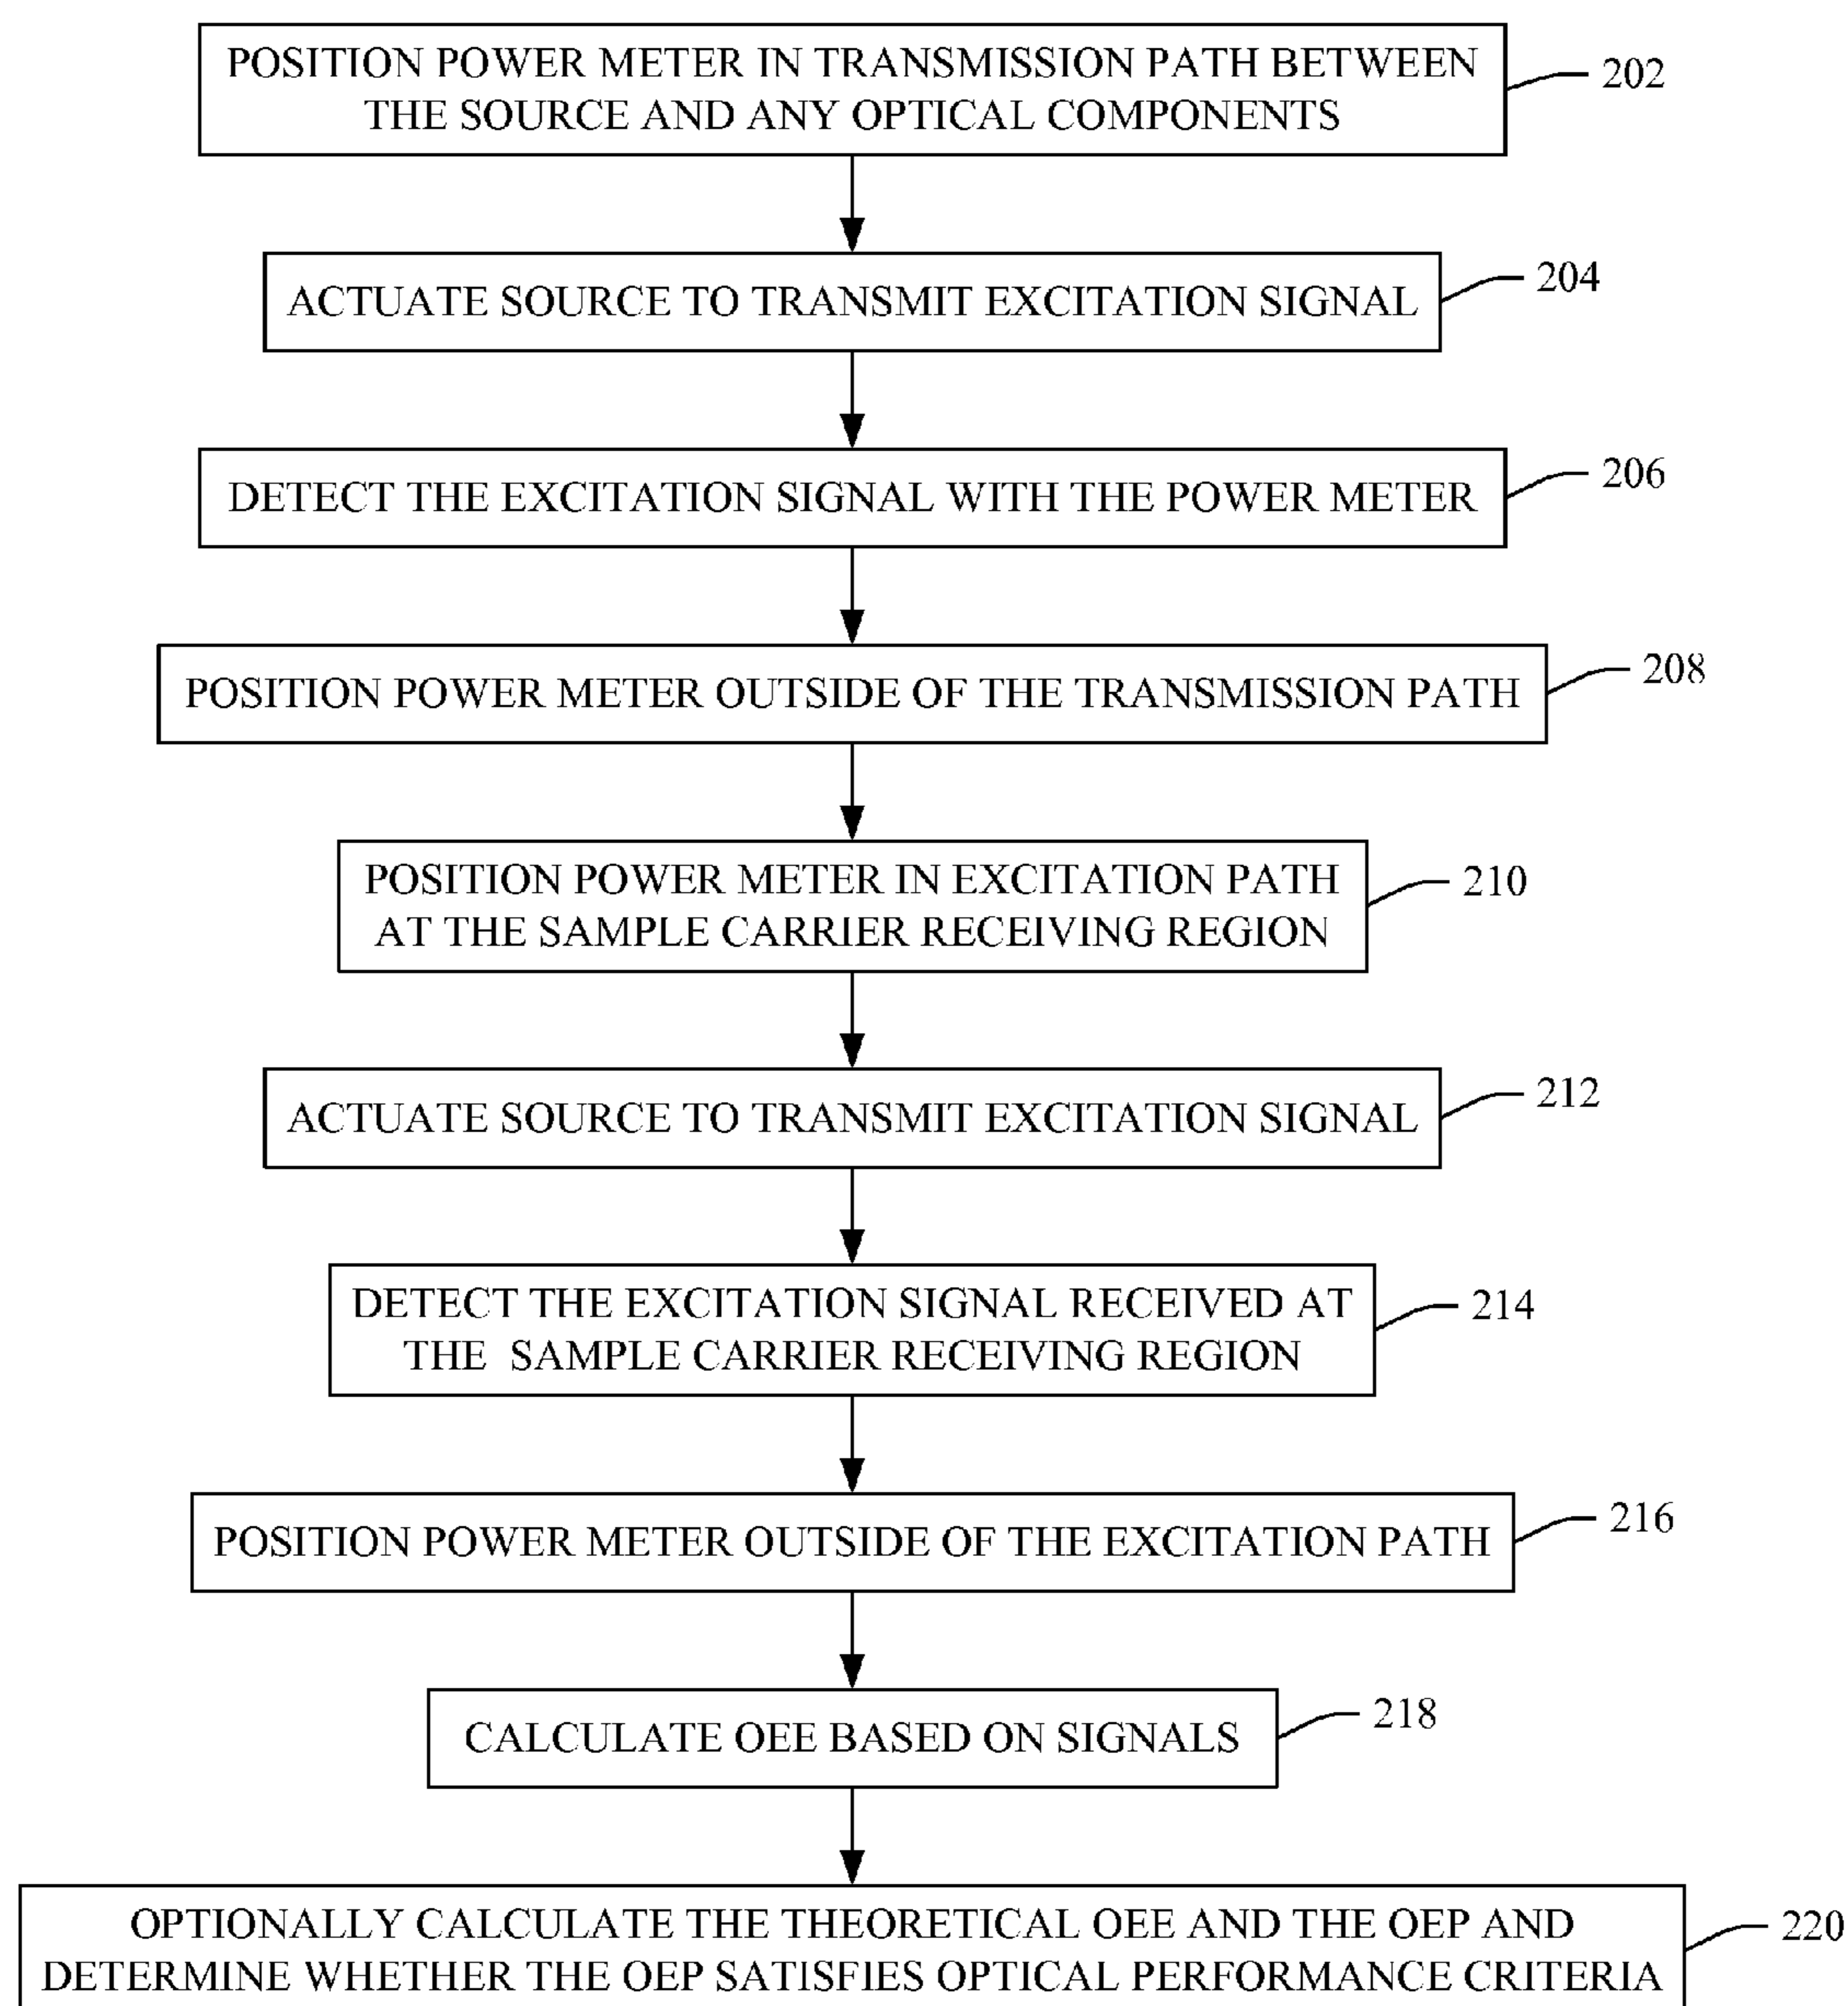 POSITION POWER METER IN TRANSMISSION PATH BETWEEN
THE SOURCE AND ANY OPTICAL COMPONENTS
202
ACTUATE SOURCE TO TRANSMIT EXCITATION SIGNAL
204
DETECT THE EXCITATION SIGNAL WITH THE POWER METER
206
POSITION POWER METER OUTSIDE OF THE TRANSMISSION PATH
208
POSITION POWER METER IN EXCITATION PATH
AT THE SAMPLE CARRIER RECEIVING REGION
210
ACTUATE SOURCE TO TRANSMIT EXCITATION SIGNAL
212
DETECT THE EXCITATION SIGNAL RECEIVED AT
THE SAMPLE CARRIER RECEIVING REGION
214
POSITION POWER METER OUTSIDE OF THE EXCITATION PATH
216
CALCULATE OEE BASED ON SIGNALS
218
OPTIONALLY CALCULATE THE THEORETICAL OEE AND THE OEP AND
DETERMINE WHETHER THE OEP SATISFIES OPTICAL PERFORMANCE CRITERIA
220